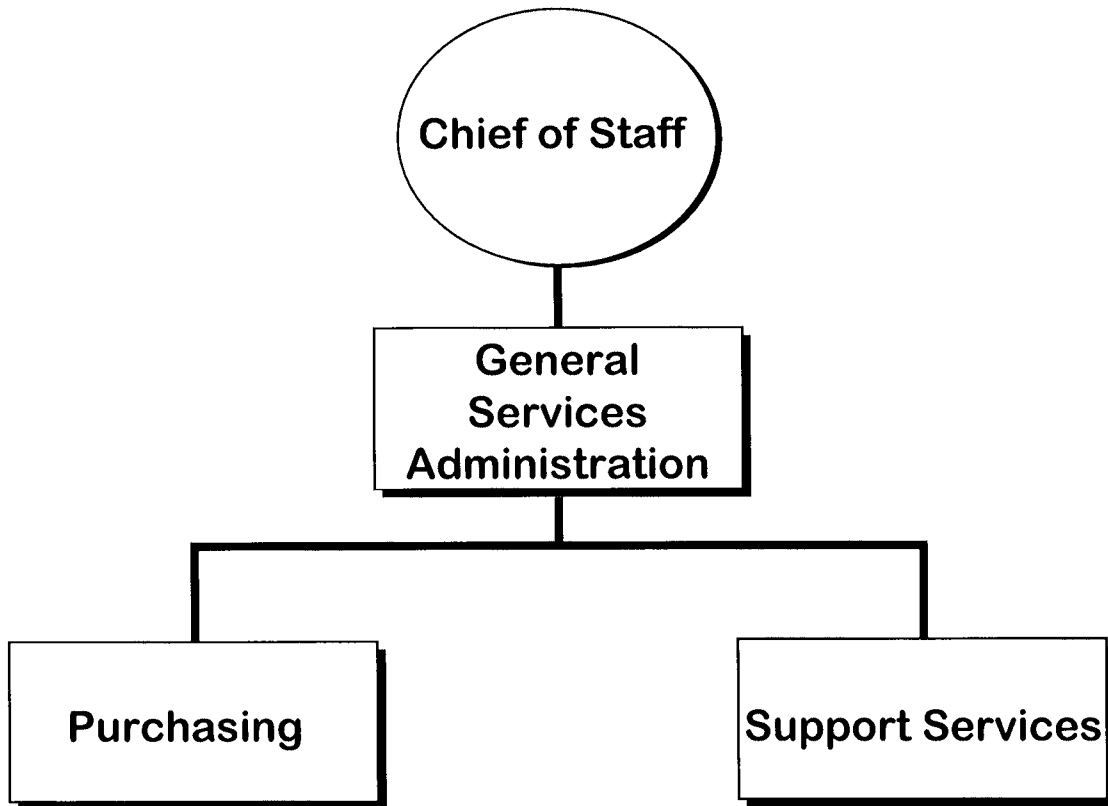 Chief of Staff
General
Services
Administration
Purchasing
Support Services